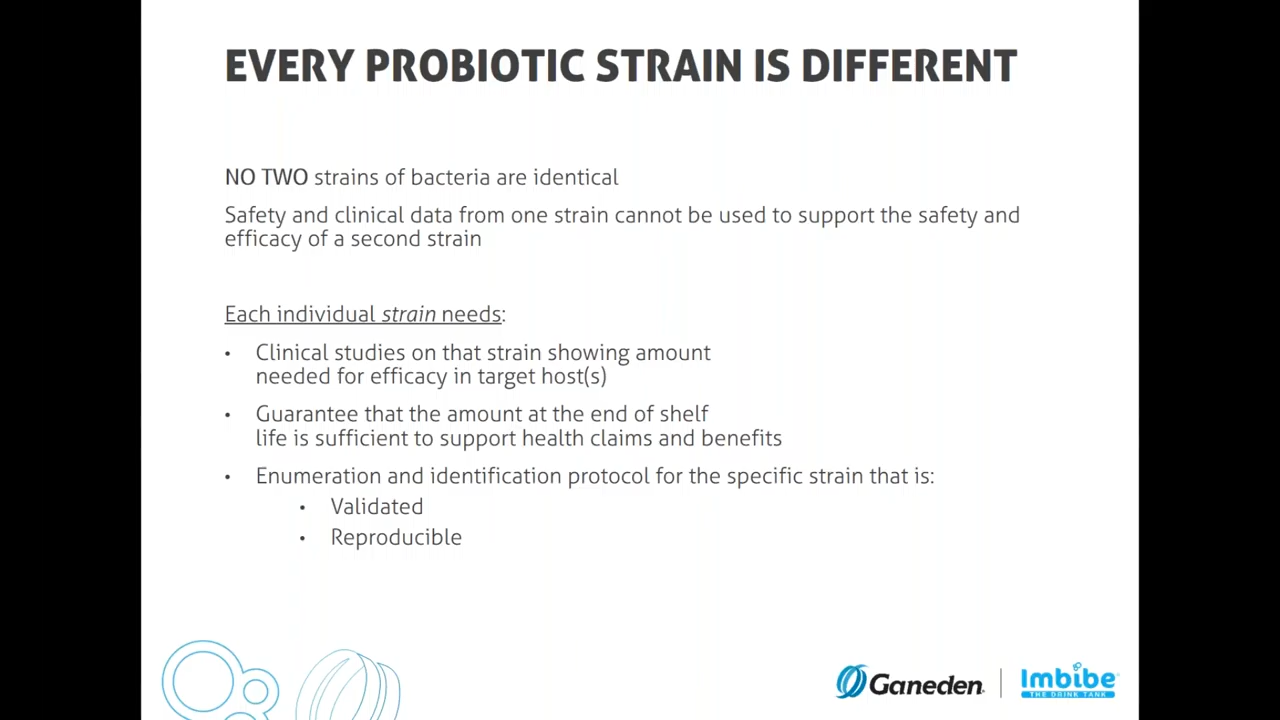 EVERY PROBIOTIC STRAIN IS DIFFERENT
NO TWO strains of bacteria are identical
Safety and clinical data from one strain cannot be used to support the safety and
efficacy of a second strain
Each individual strain needs:
• Clinical studies on that strain showing amount
needed for efficacy in target host(s)
• Guarantee that the amount at the end of shelf
life is sufficient to support health claims and benefits
• Enumeration and identification protocol for the specific strain that is:
• Validated
• Reproducible
Ganeden
Imbibe
THE DRINK TANK